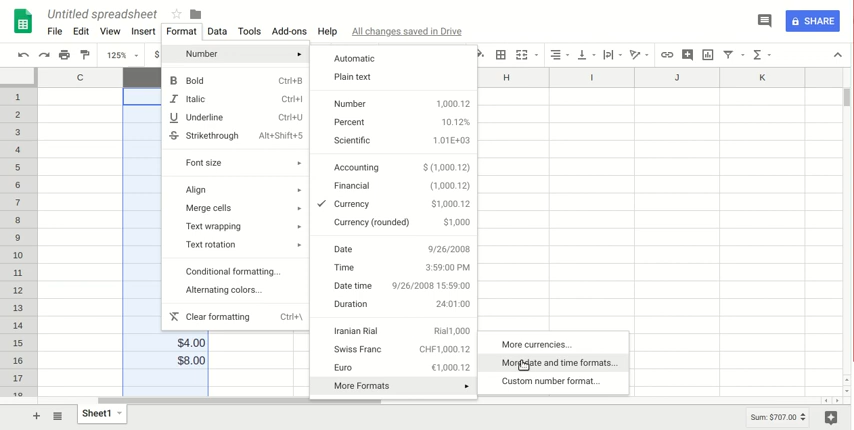 Untitled spreadsheet
File Edit View Insert Format Data Tools Add-ons Help All changes saved in Drive
SHARE
125% $
C H I J K
1
2
3
4
5
6
7
8
9
10
11
12
13
14
15 $4.00
16 $8.00
17
18
Number
B Bold Ctrl+B
I Italic Ctrl+I
U Underline Ctrl+U
S Strikethrough Alt+Shift+5
Font size
Align
Merge cells
Text wrapping
Text rotation
Conditional formatting...
Alternating colors...
Clear formatting Ctrl+\
Automatic
Plain text
Number 1,000.12
Percent 10.12%
Scientific 1.01E+03
Accounting $ (1,000.12)
Financial (1,000.12)
Currency $1,000.12
Currency (rounded) $1,000
Date 9/26/2008
Time 3:59:00 PM
Date time 9/26/2008 15:59:00
Duration 24:01:00
Iranian Rial Rial1,000
Swiss Franc CHF1,000.12
Euro €1,000.12
More Formats
More currencies...
More date and time formats...
Custom number format...
Sheet1
Sum: $707.00